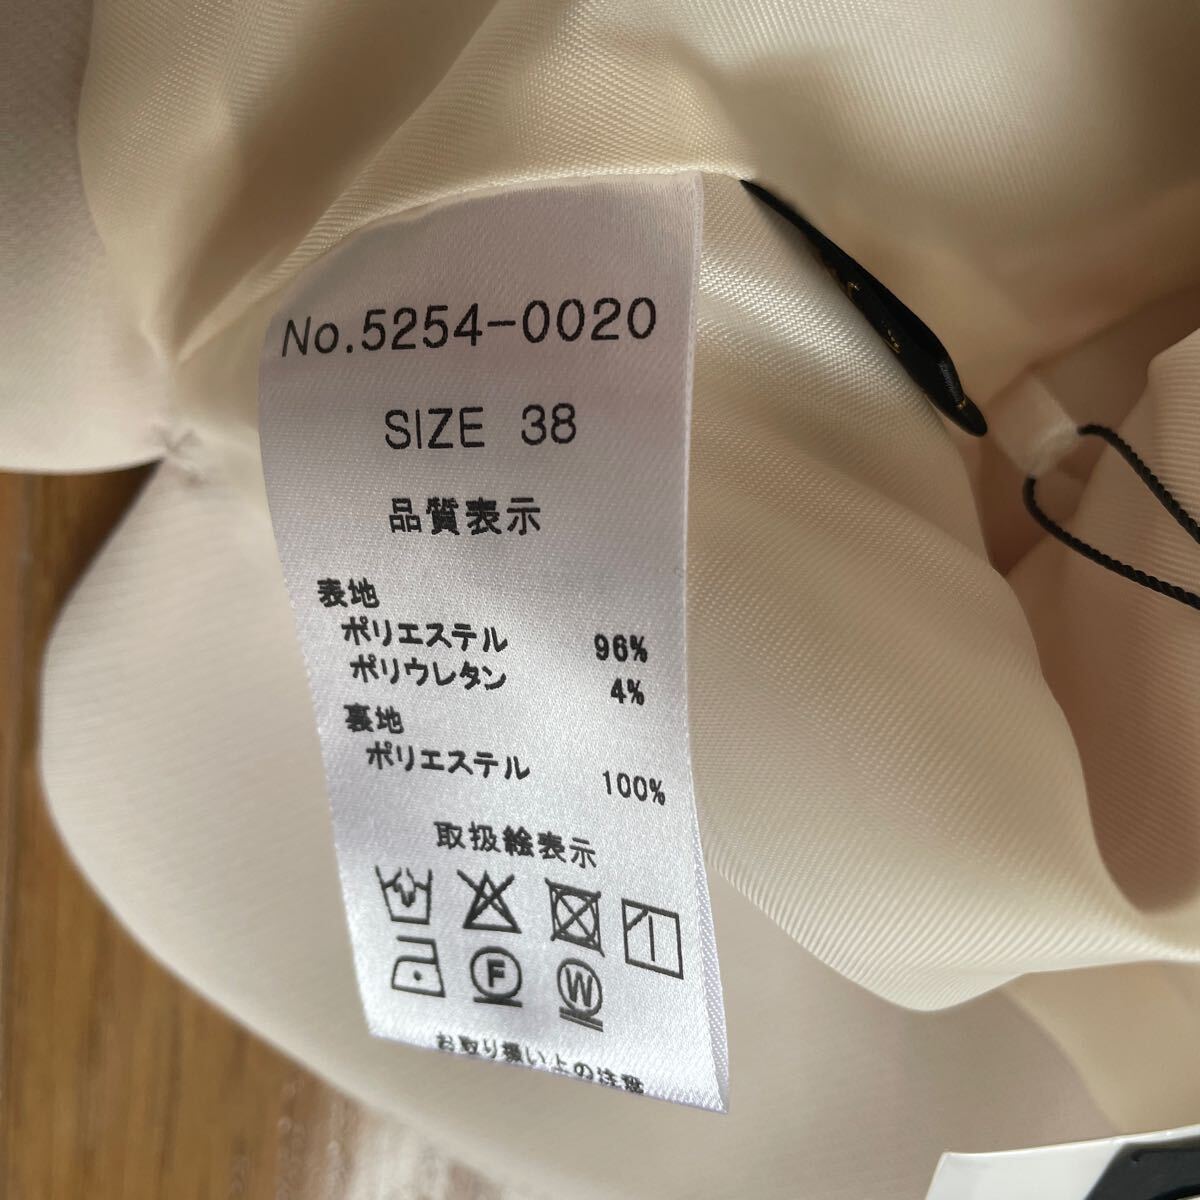 No.5254-0020
SIZE 38
品質表示
表地
ポリエステル 96%
ポリウレタン 4%
裏地
ポリエステル 100%
取扱絵表示
F W
お取り扱い上の注意